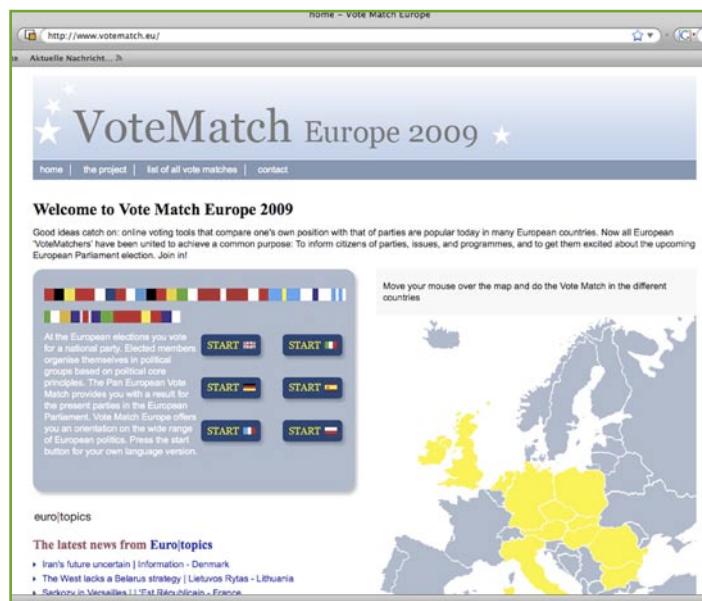 home – Vote Match Europe
http://www.votematch.eu/
Aktuelle Nachricht...
VoteMatch Europe 2009
home | the project | list of all vote matches | contact
Welcome to Vote Match Europe 2009
Good ideas catch on: online voting tools that compare one's own position with that of parties are popular today in many European countries. Now all European
'VoteMatchers' have been united to achieve a common purpose: To inform citizens of parties, issues, and programmes, and to get them excited about the upcoming
European Parliament election. Join in!
At the European elections you vote
for a national party. Elected members
organise themselves in political
groups based on political core
principles. The Pan European Vote
Match provides you with a result for
the present parties in the European
Parliament. Vote Match Europe offers
you an orientation on the wide range
of European politics. Press the start
button for your own language version.
START START
START START
START START
Move your mouse over the map and do the Vote Match in the different
countries
euro|topics
The latest news from Euro|topics
Iran's future uncertain | Information - Denmark
The West lacks a Belarus strategy | Lietuvos Rytas - Lithuania
Sarkozy in Versailles | L'Est Républicain - France